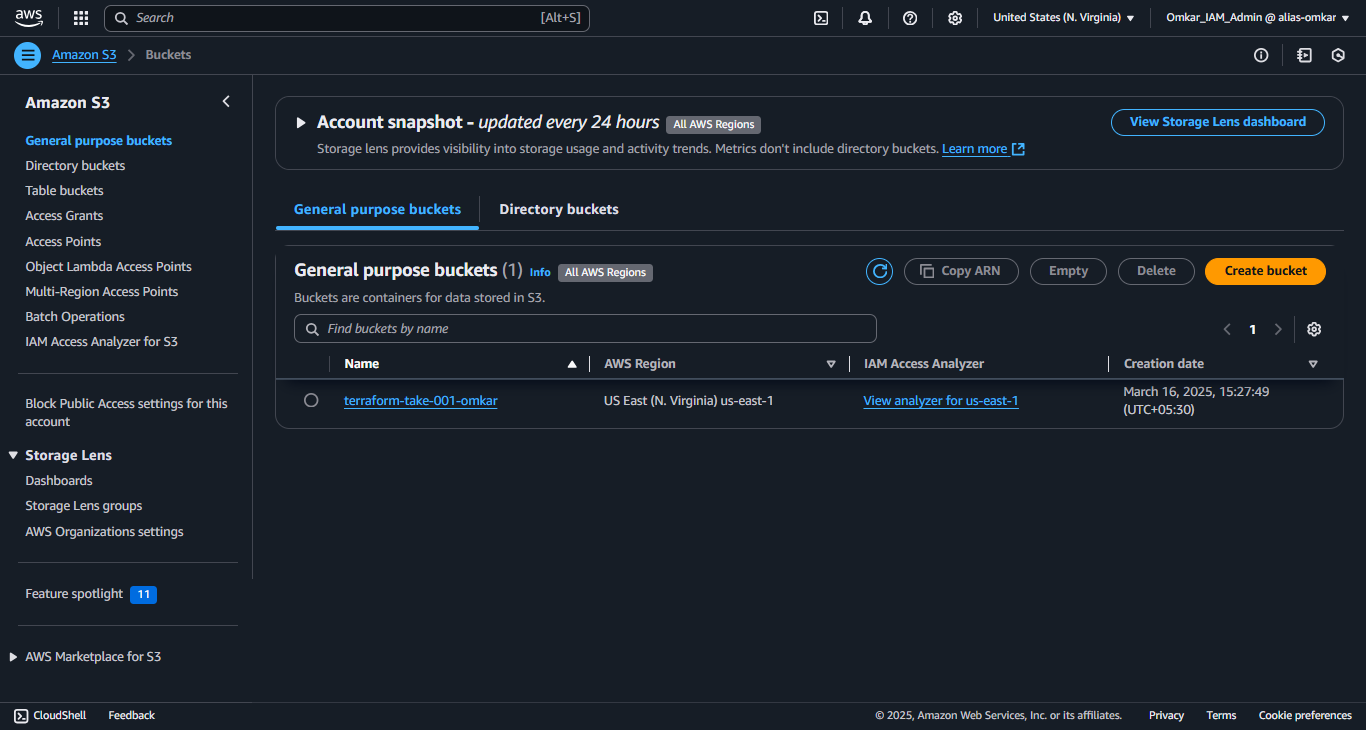 aws Search [Alt+S] United States (N. Virginia) Omkar_IAM_Admin @ alias-omkar
Amazon S3 Buckets
Amazon S3
General purpose buckets
Directory buckets
Table buckets
Access Grants
Access Points
Object Lambda Access Points
Multi-Region Access Points
Batch Operations
IAM Access Analyzer for S3
Block Public Access settings for this
account
Storage Lens
Dashboards
Storage Lens groups
AWS Organizations settings
Feature spotlight 11
AWS Marketplace for S3
Account snapshot - updated every 24 hours All AWS Regions View Storage Lens dashboard
Storage lens provides visibility into storage usage and activity trends. Metrics don't include directory buckets. Learn more
General purpose buckets Directory buckets
General purpose buckets (1) Info All AWS Regions Copy ARN Empty Delete Create bucket
Buckets are containers for data stored in S3.
Find buckets by name 1
Name AWS Region IAM Access Analyzer Creation date
terraform-take-001-omkar US East (N. Virginia) us-east-1 View analyzer for us-east-1 March 16, 2025, 15:27:49
(UTC+05:30)
CloudShell Feedback © 2025, Amazon Web Services, Inc. or its affiliates. Privacy Terms Cookie preferences